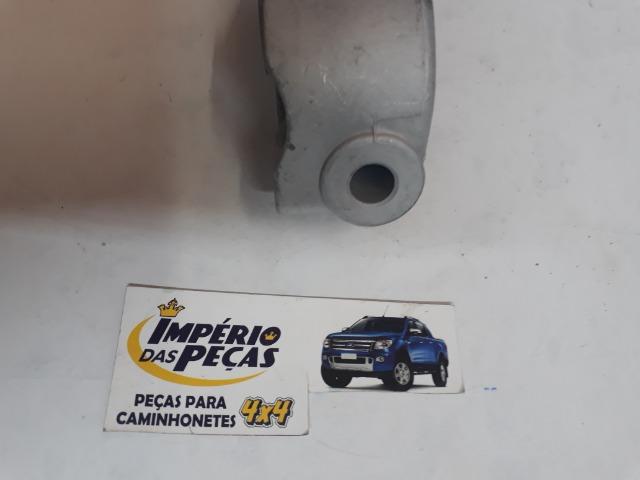 IMPÉRIO
DAS PEÇAS
PEÇAS PARA
CAMINHONETES 4x4